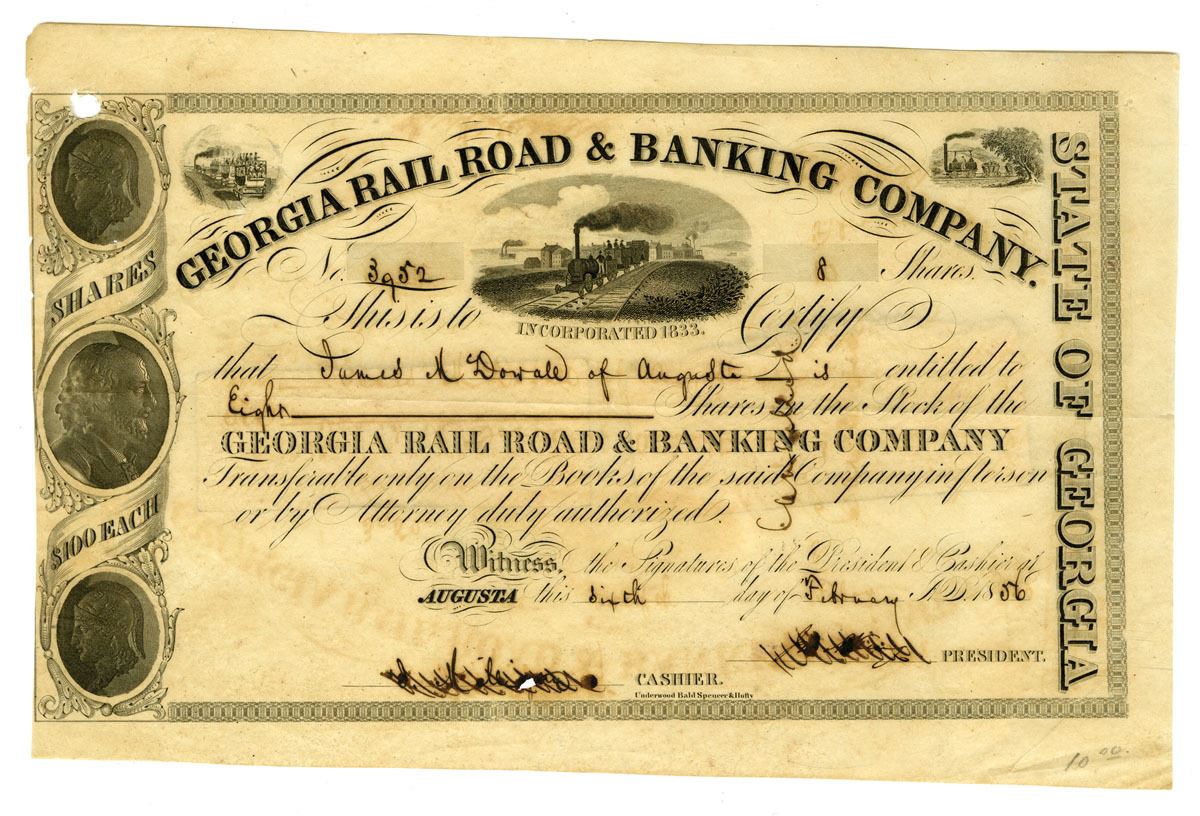 GEORGIA RAIL ROAD & BANKING COMPANY.
No. 3952
8 Shares.
INCORPORATED 1833.
This is to Certify
that James McDowall of Augusta is entitled to
Eight Shares in the Stock of the
GEORGIA RAIL ROAD & BANKING COMPANY
Transferable only on the Books of the said Company in person
or by Attorney duly authorized.
Witness, the Signatures of the President & Cashier at
AUGUSTA this sixth day of February A.D. 1856
PRESIDENT.
CASHIER.
Underwood Bald Spencer & Hufty
SHARES
$100 EACH
STATE OF GEORGIA
Cancelled
10 00